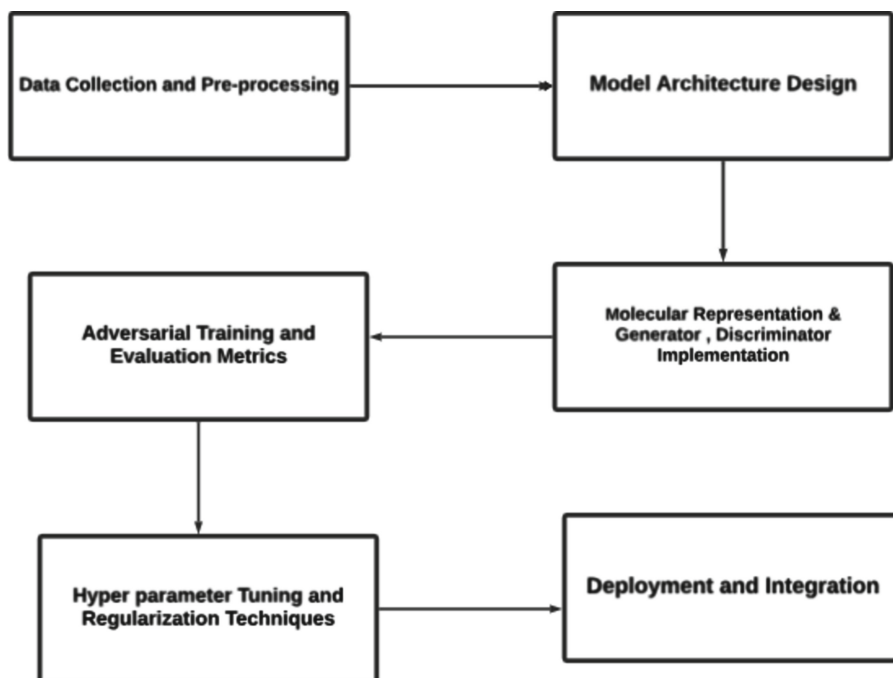 Data Collection and Pre-processing
Model Architecture Design
Molecular Representation &
Generator , Discriminator
Implementation
Adversarial Training and
Evaluation Metrics
Hyper parameter Tuning and
Regularization Techniques
Deployment and Integration